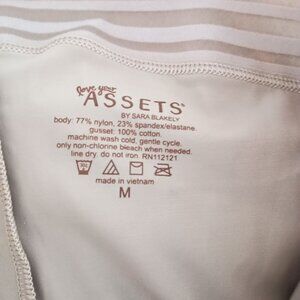 love your
ASSETS®
BY SARA BLAKELY
body: 77% nylon, 23% spandex/elastane.
gusset: 100% cotton.
machine wash cold, gentle cycle.
only non-chlorine bleach when needed.
line dry. do not iron. RN112121
made in vietnam
M